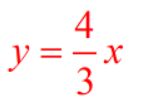 y = 4/3 x